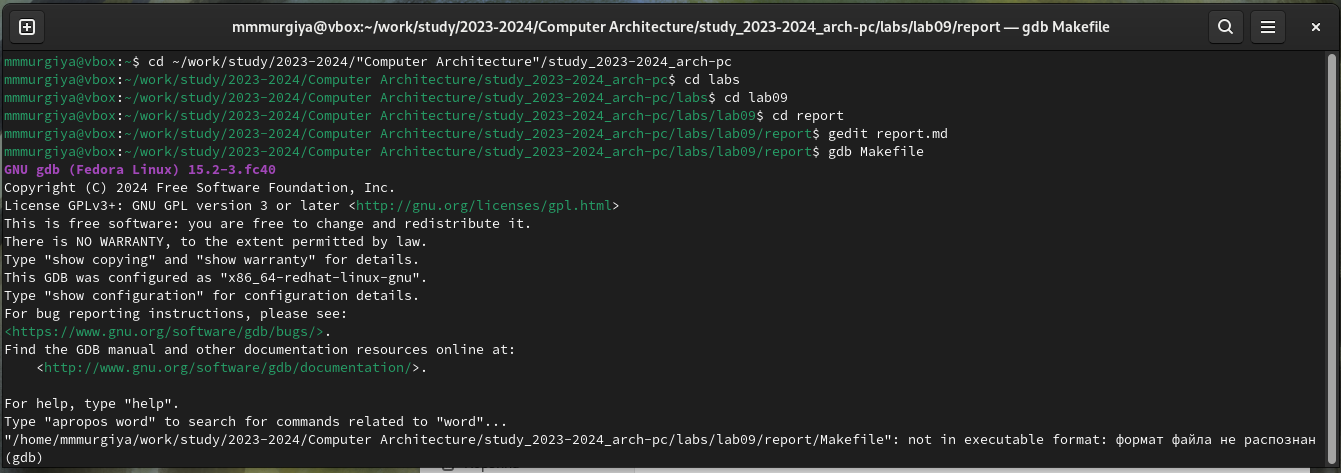 mmmurgiya@vbox:~/work/study/2023-2024/Computer Architecture/study_2023-2024_arch-pc/labs/lab09/report — gdb Makefile
mmmurgiya@vbox:~$ cd ~/work/study/2023-2024/"Computer Architecture"/study_2023-2024_arch-pc
mmmurgiya@vbox:~/work/study/2023-2024/Computer Architecture/study_2023-2024_arch-pc$ cd labs
mmmurgiya@vbox:~/work/study/2023-2024/Computer Architecture/study_2023-2024_arch-pc/labs$ cd lab09
mmmurgiya@vbox:~/work/study/2023-2024/Computer Architecture/study_2023-2024_arch-pc/labs/lab09$ cd report
mmmurgiya@vbox:~/work/study/2023-2024/Computer Architecture/study_2023-2024_arch-pc/labs/lab09/report$ gedit report.md
mmmurgiya@vbox:~/work/study/2023-2024/Computer Architecture/study_2023-2024_arch-pc/labs/lab09/report$ gdb Makefile
GNU gdb (Fedora Linux) 15.2-3.fc40
Copyright (C) 2024 Free Software Foundation, Inc.
License GPLv3+: GNU GPL version 3 or later <http://gnu.org/licenses/gpl.html>
This is free software: you are free to change and redistribute it.
There is NO WARRANTY, to the extent permitted by law.
Type "show copying" and "show warranty" for details.
This GDB was configured as "x86_64-redhat-linux-gnu".
Type "show configuration" for configuration details.
For bug reporting instructions, please see:
<https://www.gnu.org/software/gdb/bugs/>.
Find the GDB manual and other documentation resources online at:
    <http://www.gnu.org/software/gdb/documentation/>.
For help, type "help".
Type "apropos word" to search for commands related to "word"...
"/home/mmmurgiya/work/study/2023-2024/Computer Architecture/study_2023-2024_arch-pc/labs/lab09/report/Makefile": not in executable format: формат файла не распознан
(gdb)